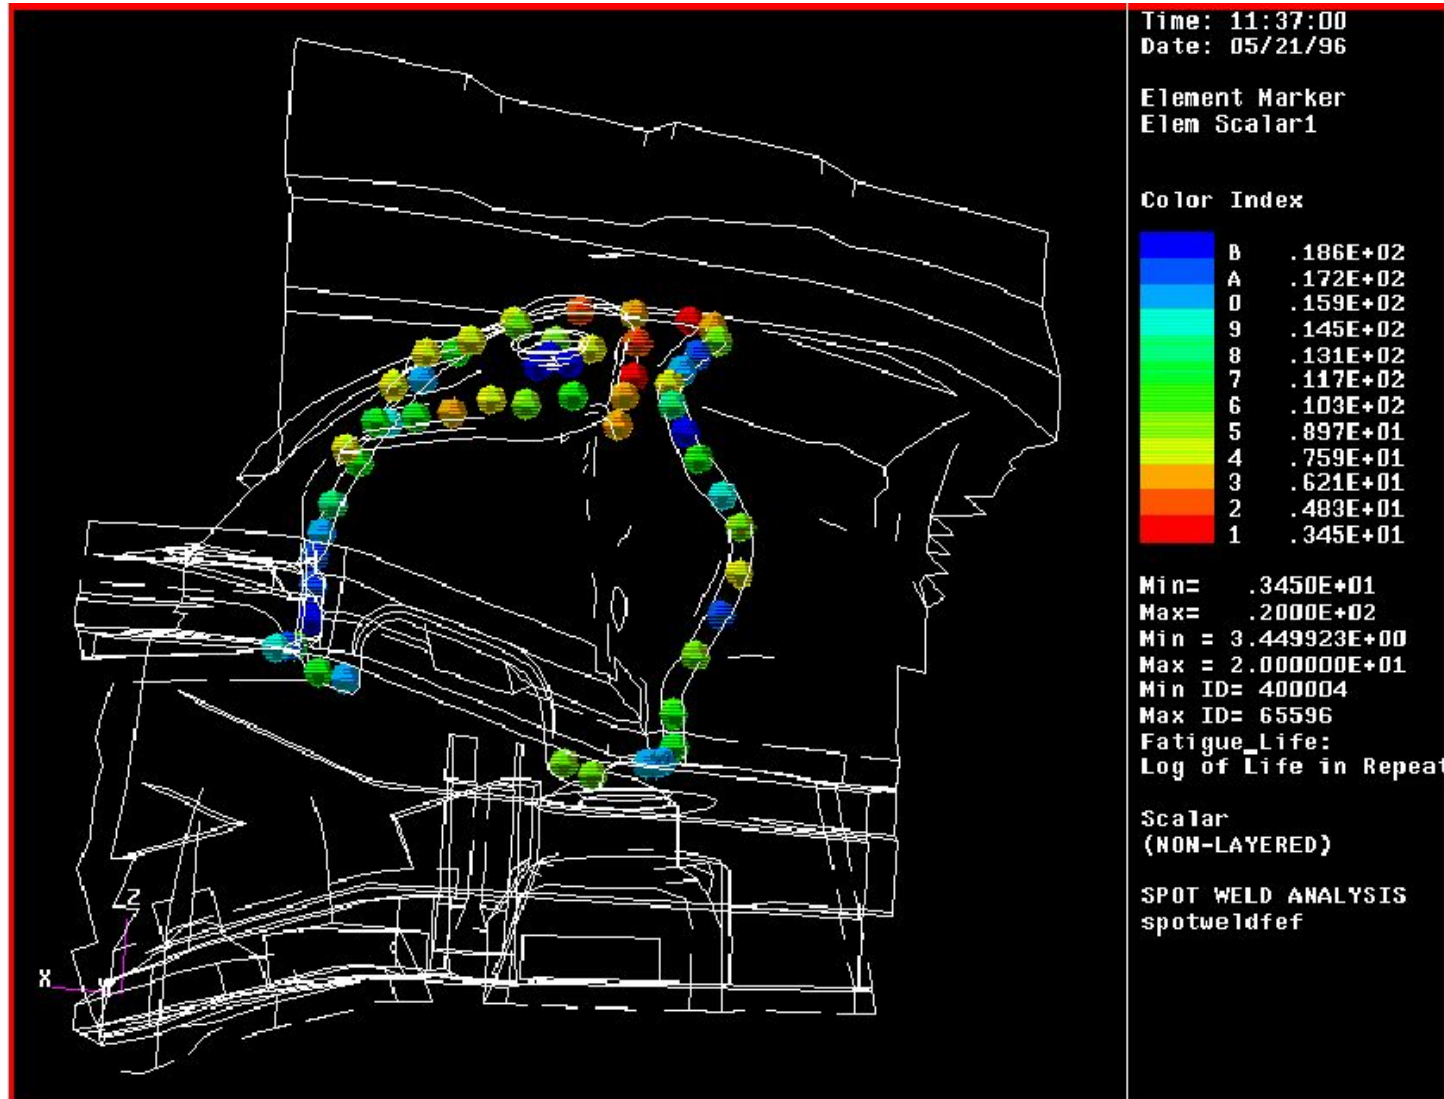 Time: 11:37:00
Date: 05/21/96
Element Marker
Elem Scalar1
Color Index
B .186E+02
A .172E+02
0 .159E+02
9 .145E+02
8 .131E+02
7 .117E+02
6 .103E+02
5 .897E+01
4 .759E+01
3 .621E+01
2 .483E+01
1 .345E+01
Min= .3450E+01
Max= .2000E+02
Min = 3.449923E+00
Max = 2.000000E+01
Min ID= 400004
Max ID= 65596
Fatigue_Life:
Log of Life in Repeat
Scalar
(NON-LAYERED)
SPOT WELD ANALYSIS
spotweldfef
Z
X
Y